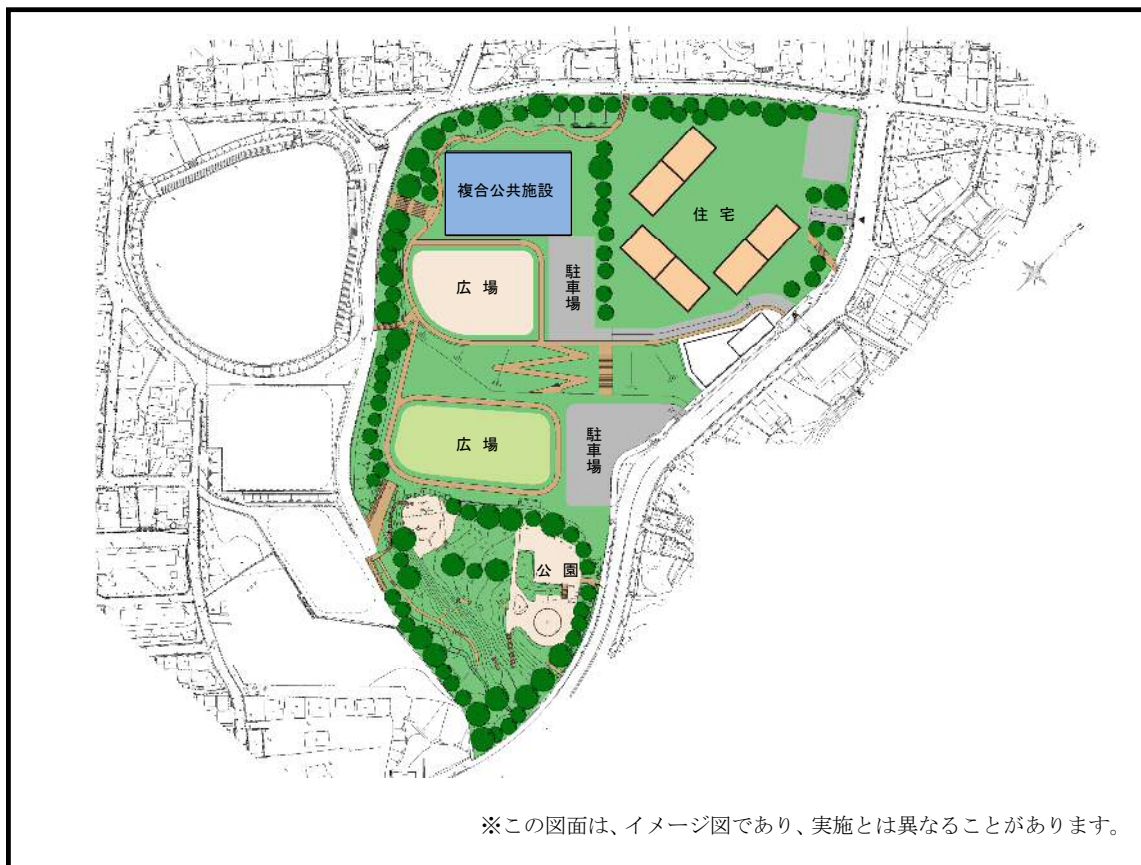 複合公共施設
住 宅
広 場
駐車場
広 場
駐車場
公 園
※この図面は、イメージ図であり、実施とは異なることがあります。